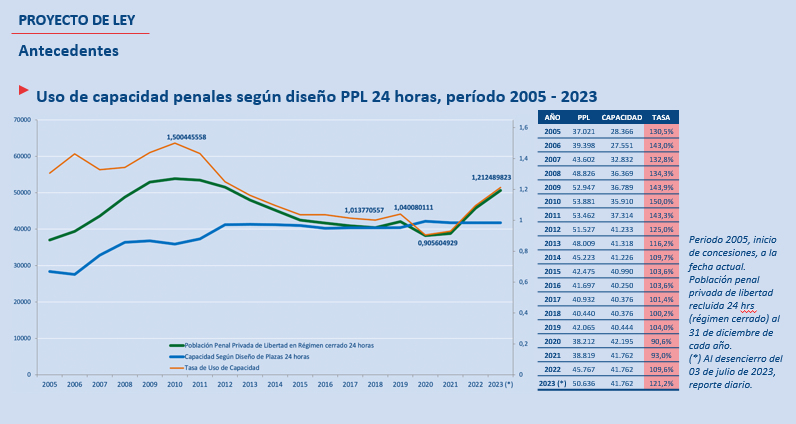 PROYECTO DE LEY
Antecedentes
Uso de capacidad penales según diseño PPL 24 horas, período 2005 - 2023
70000
60000
50000
40000
30000
20000
10000
0
1,6
1,4
1,2
1
0,8
0,6
0,4
0,2
0
1,500445558
1,013770557
1,040080111
0,905604929
1,212489823
Población Penal Privada de Libertad en Régimen cerrado 24 horas
Capacidad Según Diseño de Plazas 24 horas
Tasa de Uso de Capacidad
2005 2006 2007 2008 2009 2010 2011 2012 2013 2014 2015 2016 2017 2018 2019 2020 2021 2022 2023 (*)
AÑO PPL CAPACIDAD TASA
2005 37.021 28.366 130,5%
2006 39.398 27.551 143,0%
2007 43.602 32.832 132,8%
2008 48.826 36.369 134,3%
2009 52.947 36.789 143,9%
2010 53.881 35.910 150,0%
2011 53.462 37.314 143,3%
2012 51.527 41.233 125,0%
2013 48.009 41.318 116,2%
2014 45.223 41.226 109,7%
2015 42.475 40.990 103,6%
2016 41.697 40.250 103,6%
2017 40.932 40.376 101,4%
2018 40.440 40.376 100,2%
2019 42.065 40.444 104,0%
2020 38.212 42.195 90,6%
2021 38.819 41.762 93,0%
2022 45.767 41.762 109,6%
2023 (*) 50.636 41.762 121,2%
Periodo 2005, inicio
de concesiones, a la
fecha actual.
Población penal
privada de libertad
recluida 24 hrs
(régimen cerrado) al
31 de diciembre de
cada año.
(*) Al desencierro del
03 de julio de 2023,
reporte diario.